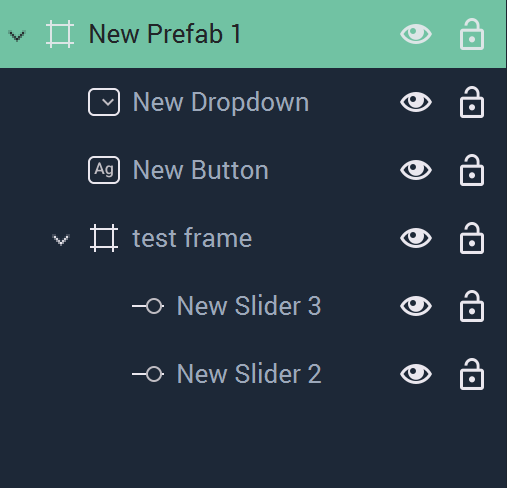 New Prefab 1
New Dropdown
Ag New Button
test frame
New Slider 3
New Slider 2